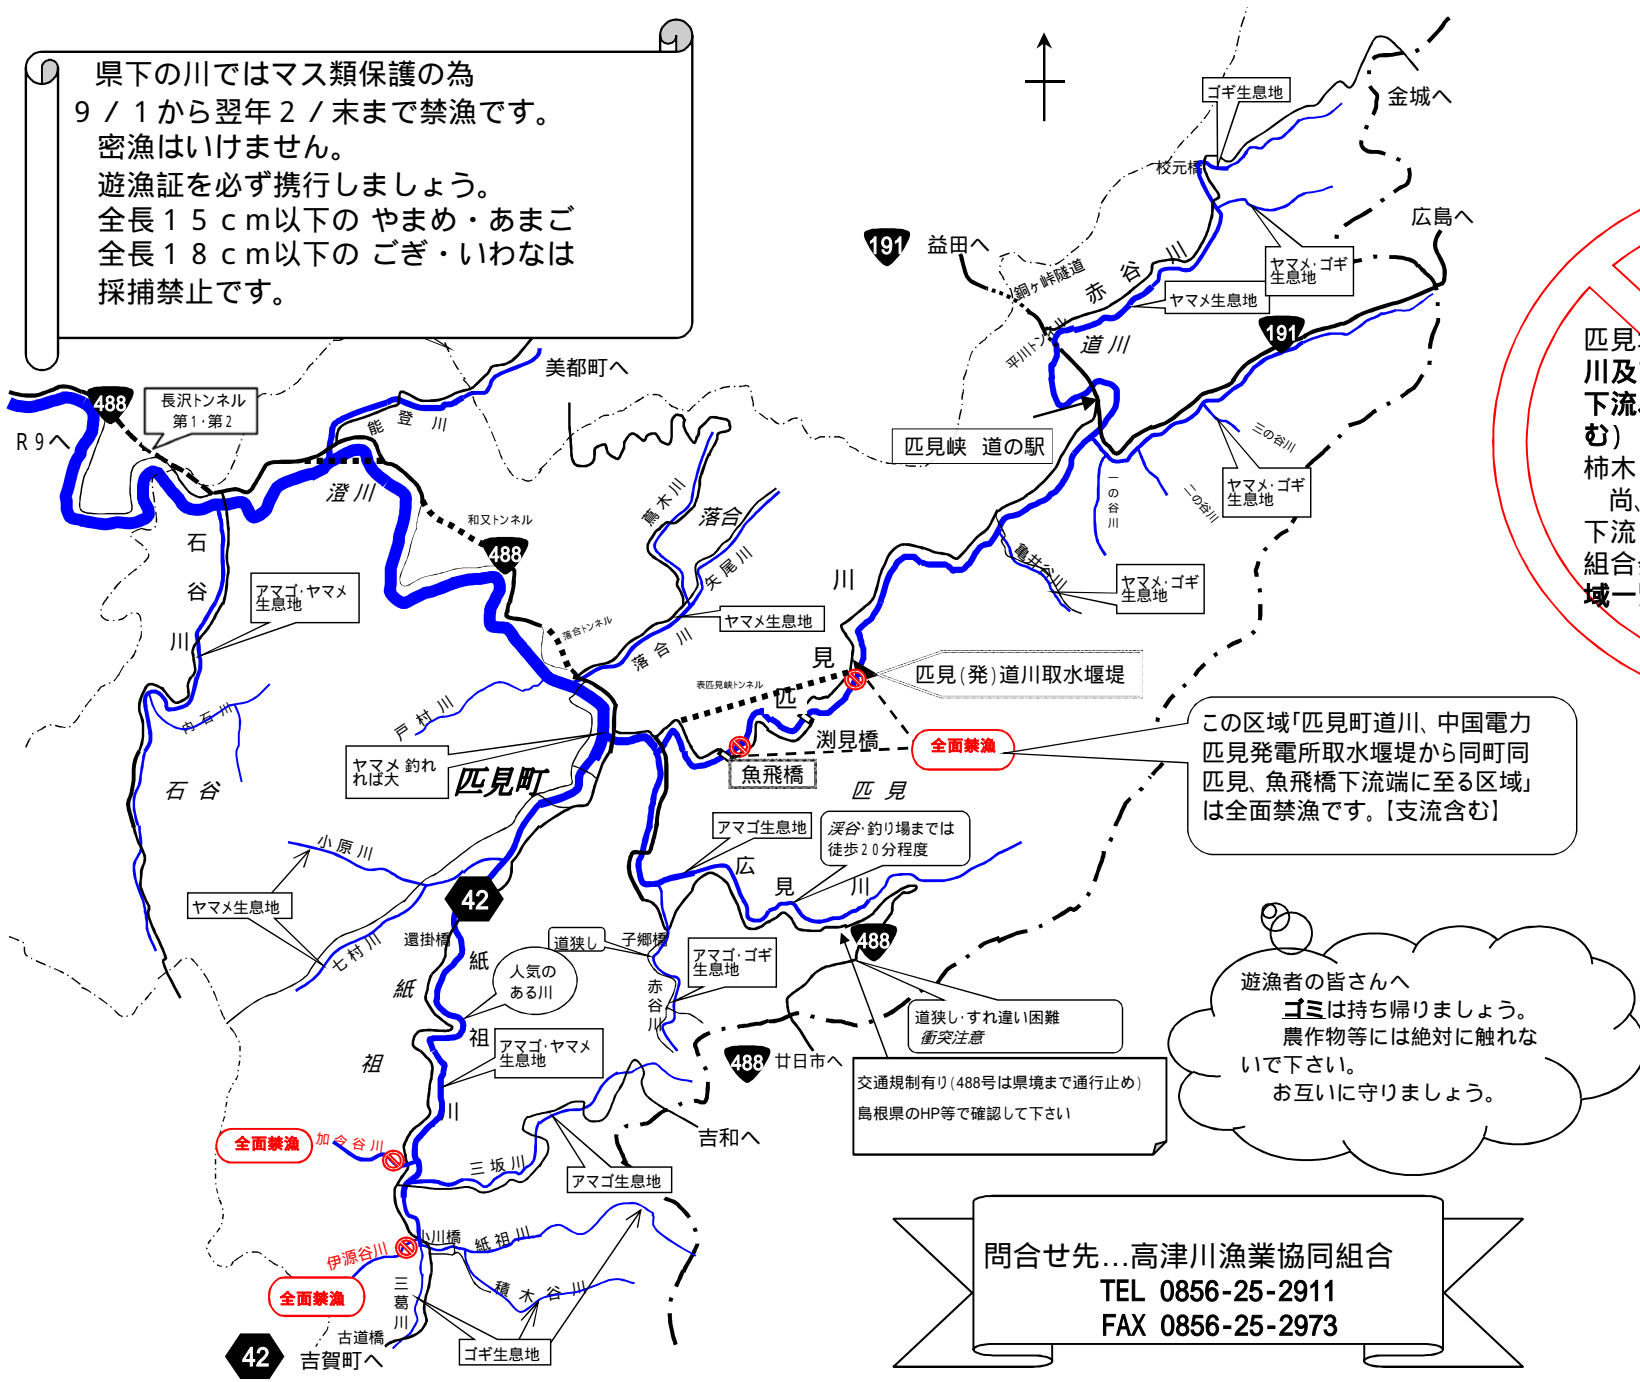 県下の川ではマス類保護の為
9/1から翌年2/末まで禁漁です。
密漁はいけません。
遊漁証を必ず携行しましょう。
全長15cm以下の やまめ・あまご
全長18cm以下の ごぎ・いわなは
採捕禁止です。
金城へ
ゴギ生息地
校元橋
広島へ
191
益田へ
銅ヶ峠隧道
赤谷川
ヤマメ・ゴギ
生息地
ヤマメ生息地
平川トンネル
道川
191
美都町へ
488
長沢トンネル
第1・第2
R9へ
能登川
澄川
匹見峡 道の駅
三の谷川
ヤマメ・ゴギ
生息地
二の谷川
一の谷川
和又トンネル
488
蔦木川
落合
矢尾川
亀井谷川
ヤマメ・ゴギ
生息地
石谷川
アマゴ・ヤマメ
生息地
落合トンネル
落合川
ヤマメ生息地
匹見川
表匹見峡トンネル
匹見(発)道川取水堰堤
内石川
戸村川
渕見橋
全面禁漁
魚飛橋
この区域「匹見町道川、中国電力
匹見発電所取水堰堤から同町同
匹見、魚飛橋下流端に至る区域」
は全面禁漁です。【支流含む】
石谷
ヤマメ 釣れ
れば大
匹見町
匹見
小原川
アマゴ生息地
渓谷・釣り場までは
徒歩20分程度
広見川
ヤマメ生息地
42
七村川
還掛橋
道狭し
子郷橋
アマゴ・ゴギ
生息地
赤谷川
488
紙祖川
紙祖
人気の
ある川
道狭し・すれ違い困難
衝突注意
アマゴ・ヤマメ
生息地
488
廿日市へ
交通規制有り(488号は県境まで通行止め)
島根県のHP等で確認して下さい
遊漁者の皆さんへ
ゴミは持ち帰りましょう。
農作物等には絶対に触れな
いで下さい。
お互いに守りましょう。
吉和へ
全面禁漁
加令谷川
三坂川
アマゴ生息地
小川橋
紙祖川
伊源谷川
全面禁漁
三葛川
積木谷川
古道橋
ゴギ生息地
42
吉賀町へ
問合せ先…高津川漁業協同組合
TEL 0856-25-2911
FAX 0856-25-2973
匹見
川及
下流
む)
柿木
尚、
下流
組合
域一